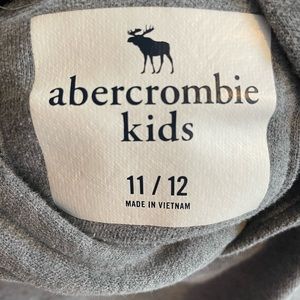 abercrombie
kids
11 / 12
MADE IN VIETNAM